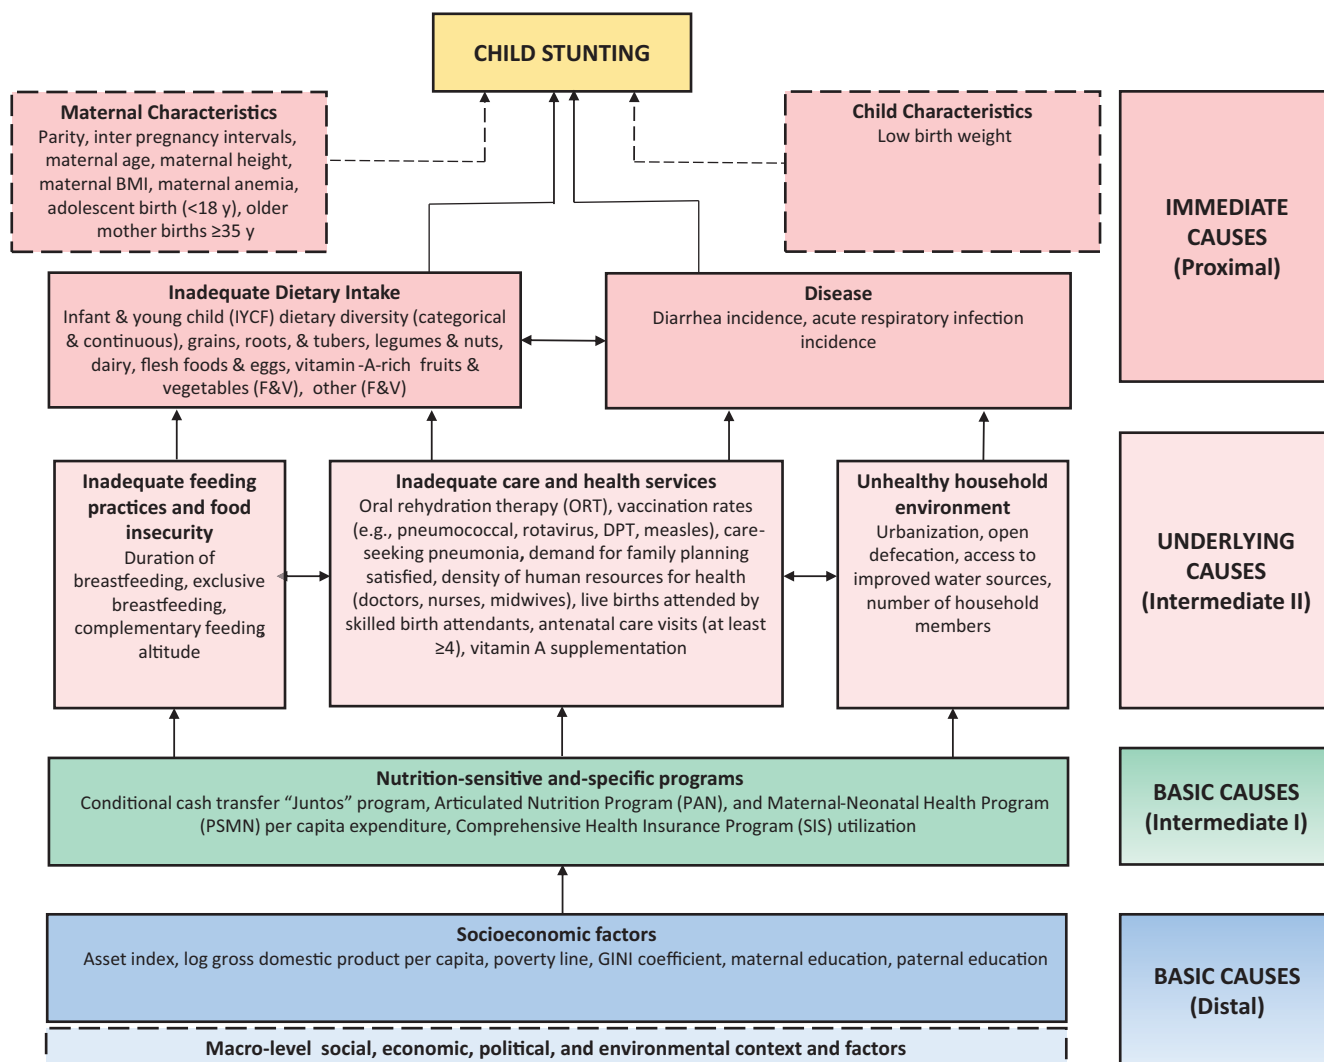 CHILD STUNTING
Maternal Characteristics
Parity, inter pregnancy intervals,
maternal age, maternal height,
maternal BMI, maternal anemia,
adolescent birth (<18 y), older
mother births ≥35 y
Child Characteristics
Low birth weight
IMMEDIATE
CAUSES
(Proximal)
Inadequate Dietary Intake
Infant & young child (IYCF) dietary diversity (categorical
& continuous), grains, roots, & tubers, legumes & nuts,
dairy, flesh foods & eggs, vitamin -A-rich fruits &
vegetables (F&V), other (F&V)
Disease
Diarrhea incidence, acute respiratory infection
incidence
Inadequate feeding
practices and food
insecurity
Duration of
breastfeeding, exclusive
breastfeeding,
complementary feeding,
altitude
Inadequate care and health services
Oral rehydration therapy (ORT), vaccination rates
(e.g., pneumococcal, rotavirus, DPT, measles), care-
seeking pneumonia, demand for family planning
satisfied, density of human resources for health
(doctors, nurses, midwives), live births attended by
skilled birth attendants, antenatal care visits (at least
≥4), vitamin A supplementation
Unhealthy household
environment
Urbanization, open
defecation, access to
improved water sources,
number of household
members
UNDERLYING
CAUSES
(Intermediate II)
Nutrition-sensitive and-specific programs
Conditional cash transfer “Juntos” program, Articulated Nutrition Program (PAN), and Maternal-Neonatal Health Program
(PSMN) per capita expenditure, Comprehensive Health Insurance Program (SIS) utilization
BASIC CAUSES
(Intermediate I)
Socioeconomic factors
Asset index, log gross domestic product per capita, poverty line, GINI coefficient, maternal education, paternal education
BASIC CAUSES
(Distal)
Macro-level social, economic, political, and environmental context and factors